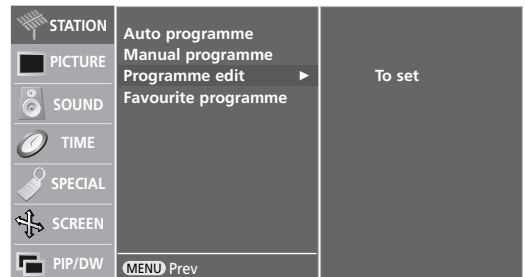 STATION
PICTURE
SOUND
TIME
SPECIAL
SCREEN
PIP/DW
Auto programme
Manual programme
Programme edit ►
Favourite programme
MENU Prev
To set